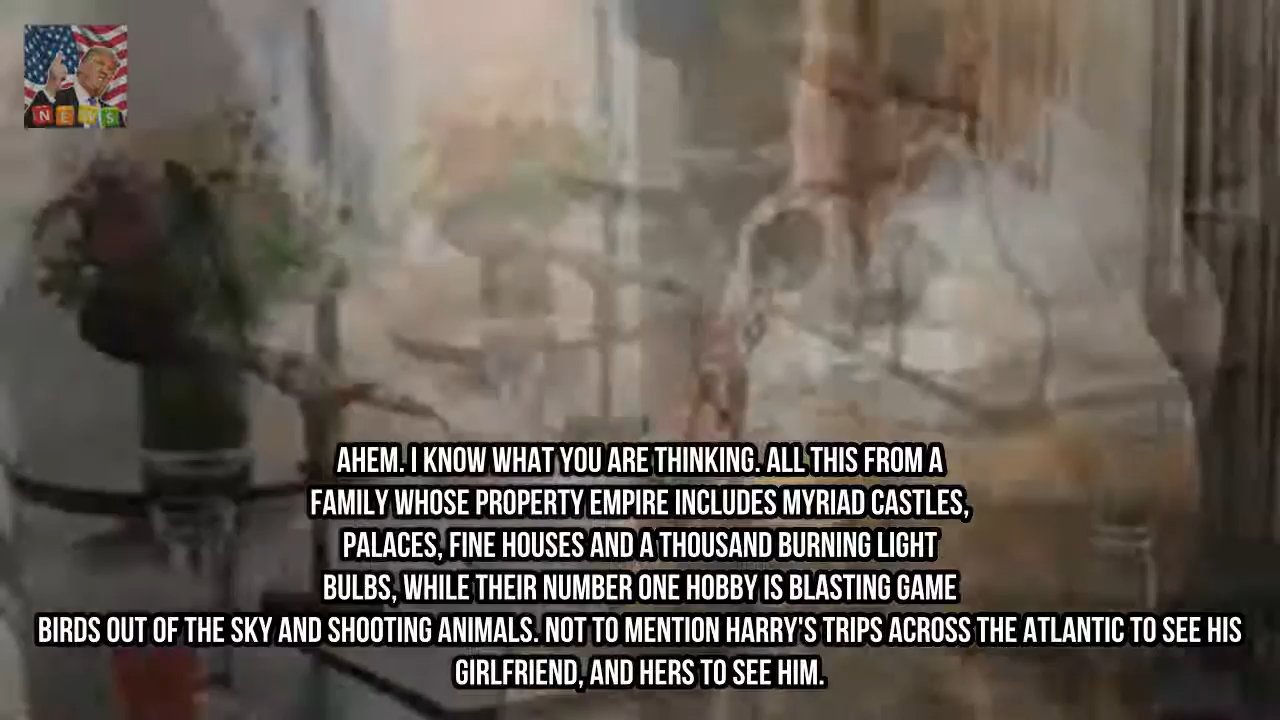 NEWS
AHEM. I KNOW WHAT YOU ARE THINKING. ALL THIS FROM A
FAMILY WHOSE PROPERTY EMPIRE INCLUDES MYRIAD CASTLES,
PALACES, FINE HOUSES AND A THOUSAND BURNING LIGHT
BULBS, WHILE THEIR NUMBER ONE HOBBY IS BLASTING GAME
BIRDS OUT OF THE SKY AND SHOOTING ANIMALS. NOT TO MENTION HARRY'S TRIPS ACROSS THE ATLANTIC TO SEE HIS
GIRLFRIEND, AND HERS TO SEE HIM.